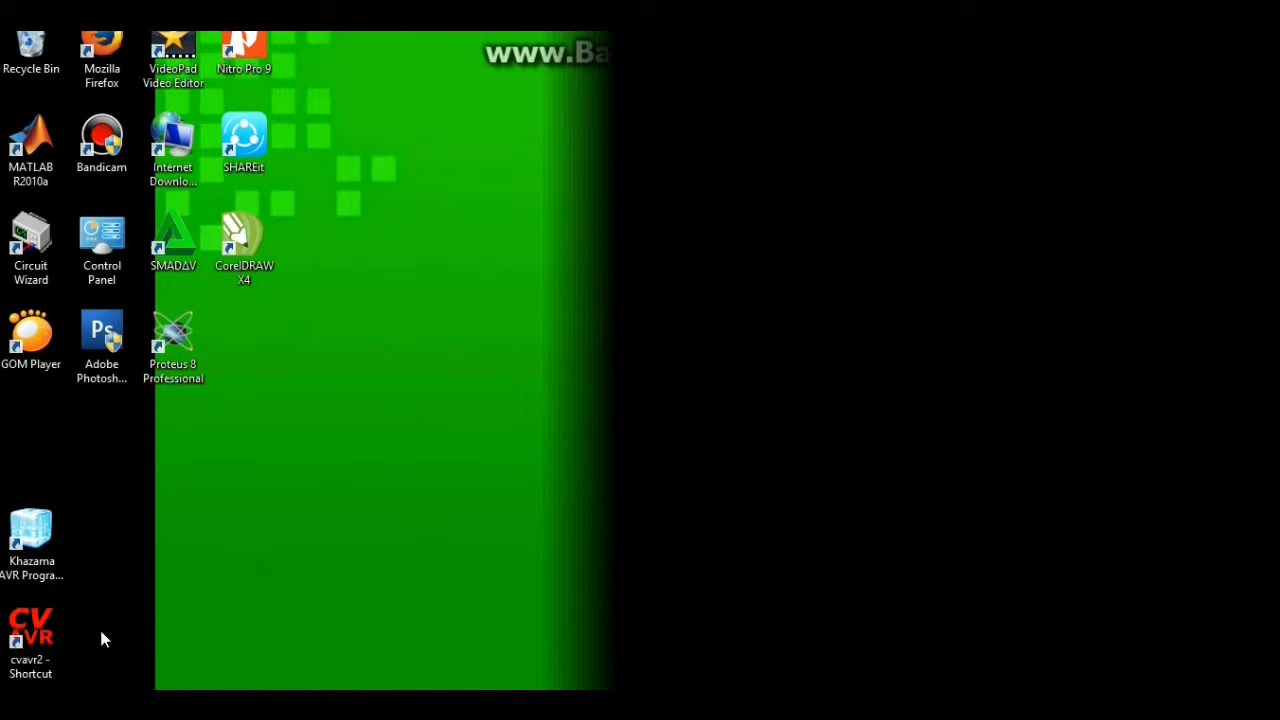 www.Ba
Recycle Bin
Mozilla
Firefox
VideoPad
Video Editor
Nitro Pro 9
MATLAB
R2010a
Bandicam
Internet
Downlo...
SHAREit
Circuit
Wizard
Control
Panel
SMADΔV
CorelDRAW
X4
GOM Player
Ps
Adobe
Photosh...
Proteus 8
Professional
Khazama
AVR Progra...
CV
AVR
cvavr2 -
Shortcut